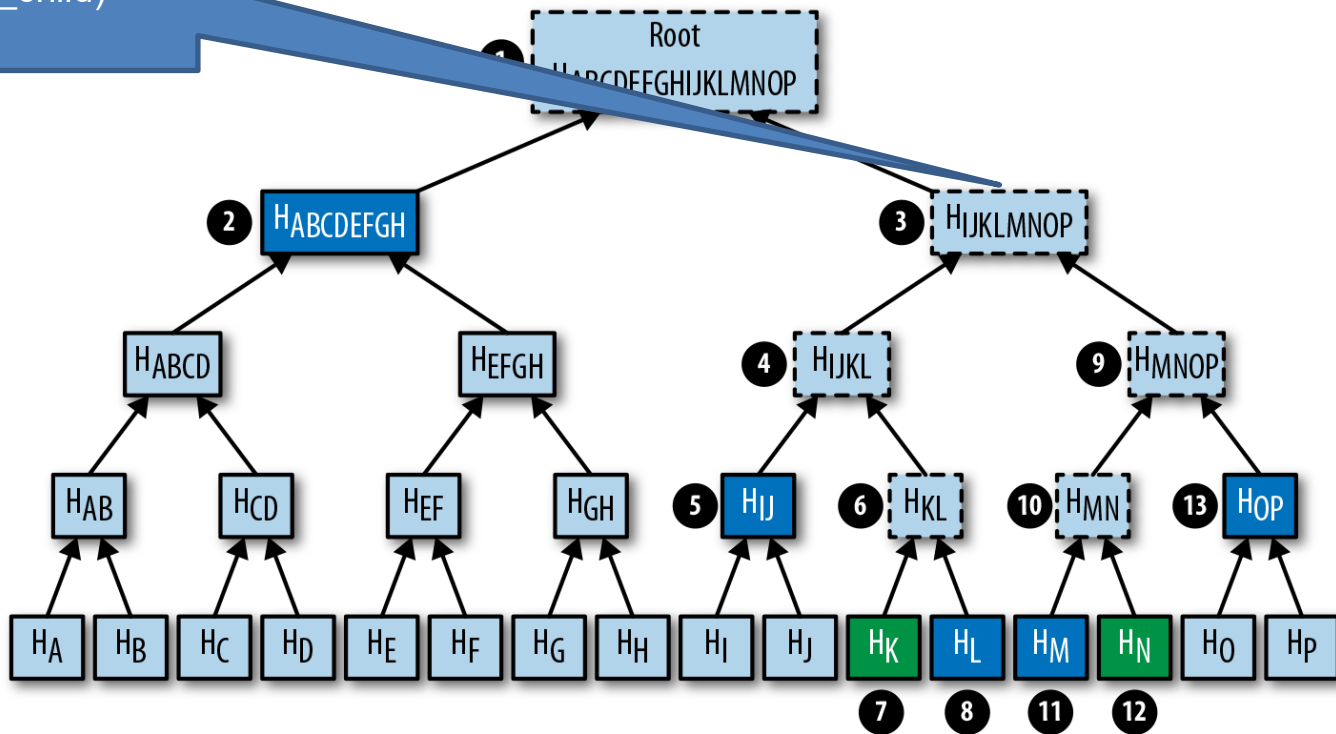 Root
HABCDEFGHIJKLMNOP
2 HABCDEFGH
3 HIJKLMNOP
HABCD
HEFGH
4 HIJKL
9 HMNOP
HAB
HCD
HEF
HGH
5 HIJ
6 HKL
10 HMN
13 HOP
HA HB HC HD HE HF HG HH HI HJ HK HL HM HN HO HP
7 8 11 12